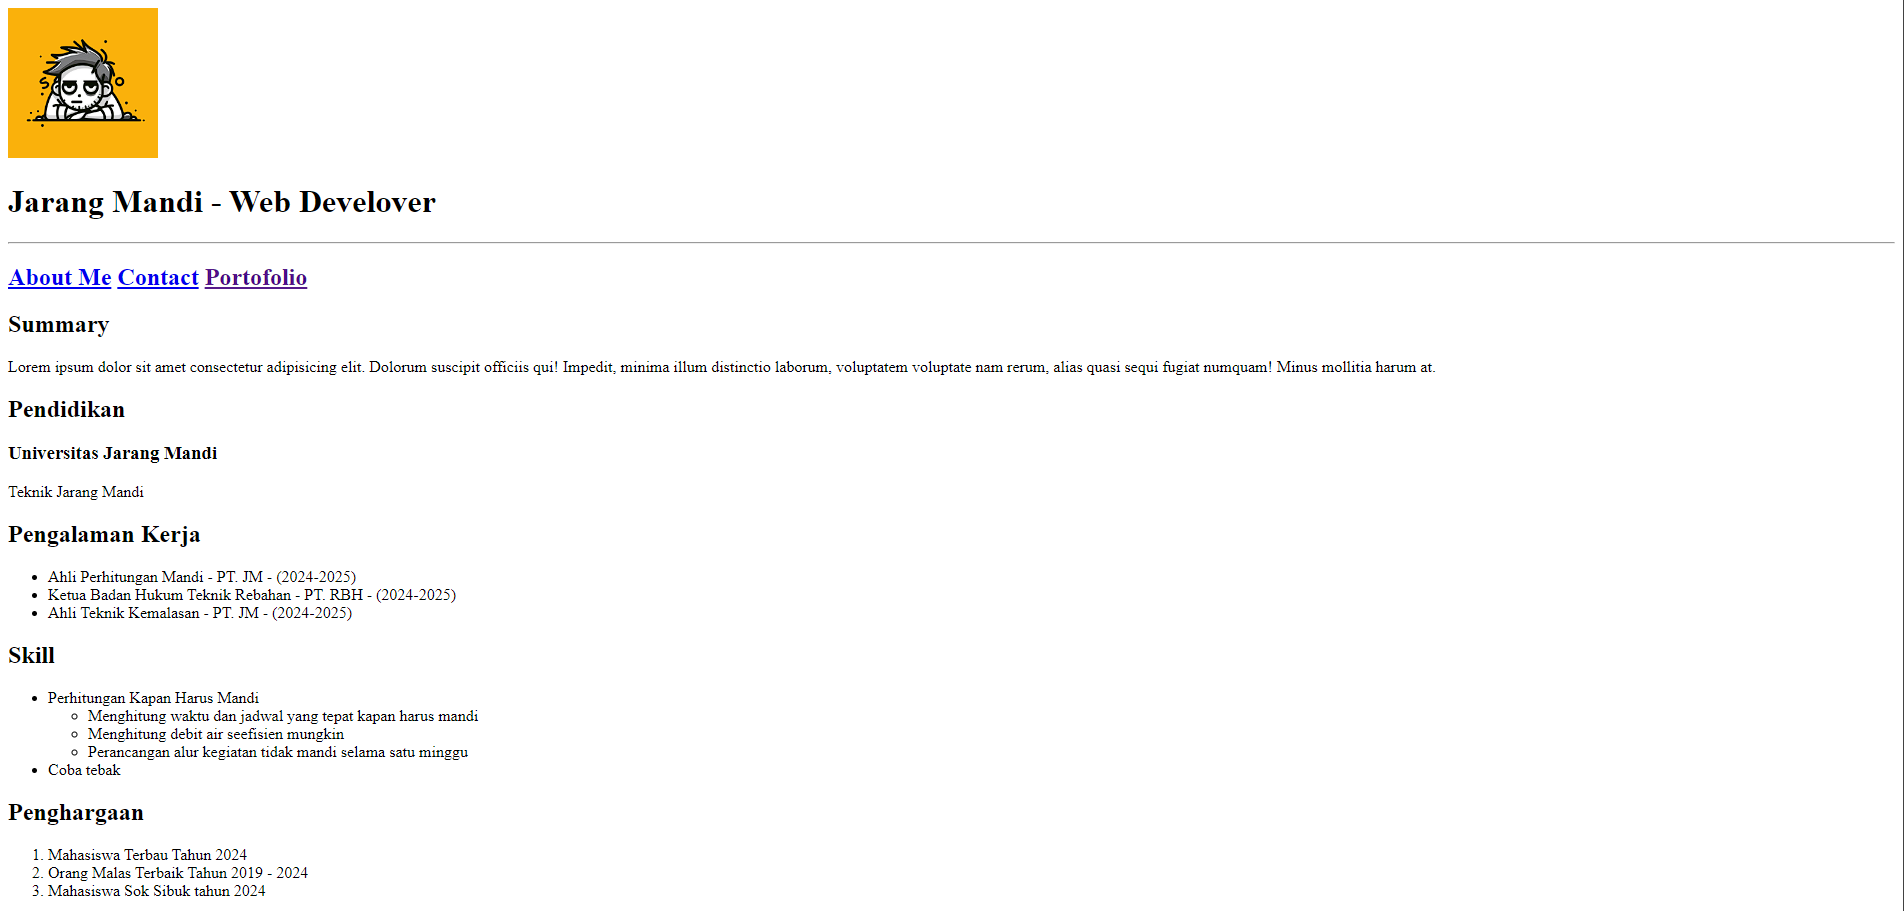 Jarang Mandi - Web Develover
About Me Contact Portofolio
Summary
Lorem ipsum dolor sit amet consectetur adipisicing elit. Dolorum suscipit officiis qui! Impedit, minima illum distinctio laborum, voluptatem voluptate nam rerum, alias quasi sequi fugiat numquam! Minus mollitia harum at.
Pendidikan
Universitas Jarang Mandi
Teknik Jarang Mandi
Pengalaman Kerja
Ahli Perhitungan Mandi - PT. JM - (2024-2025)
Ketua Badan Hukum Teknik Rebahan - PT. RBH - (2024-2025)
Ahli Teknik Kemalasan - PT. JM - (2024-2025)
Skill
Perhitungan Kapan Harus Mandi
Menghitung waktu dan jadwal yang tepat kapan harus mandi
Menghitung debit air seefisien mungkin
Perancangan alur kegiatan tidak mandi selama satu minggu
Coba tebak
Penghargaan
1. Mahasiswa Terbau Tahun 2024
2. Orang Malas Terbaik Tahun 2019 - 2024
3. Mahasiswa Sok Sibuk tahun 2024